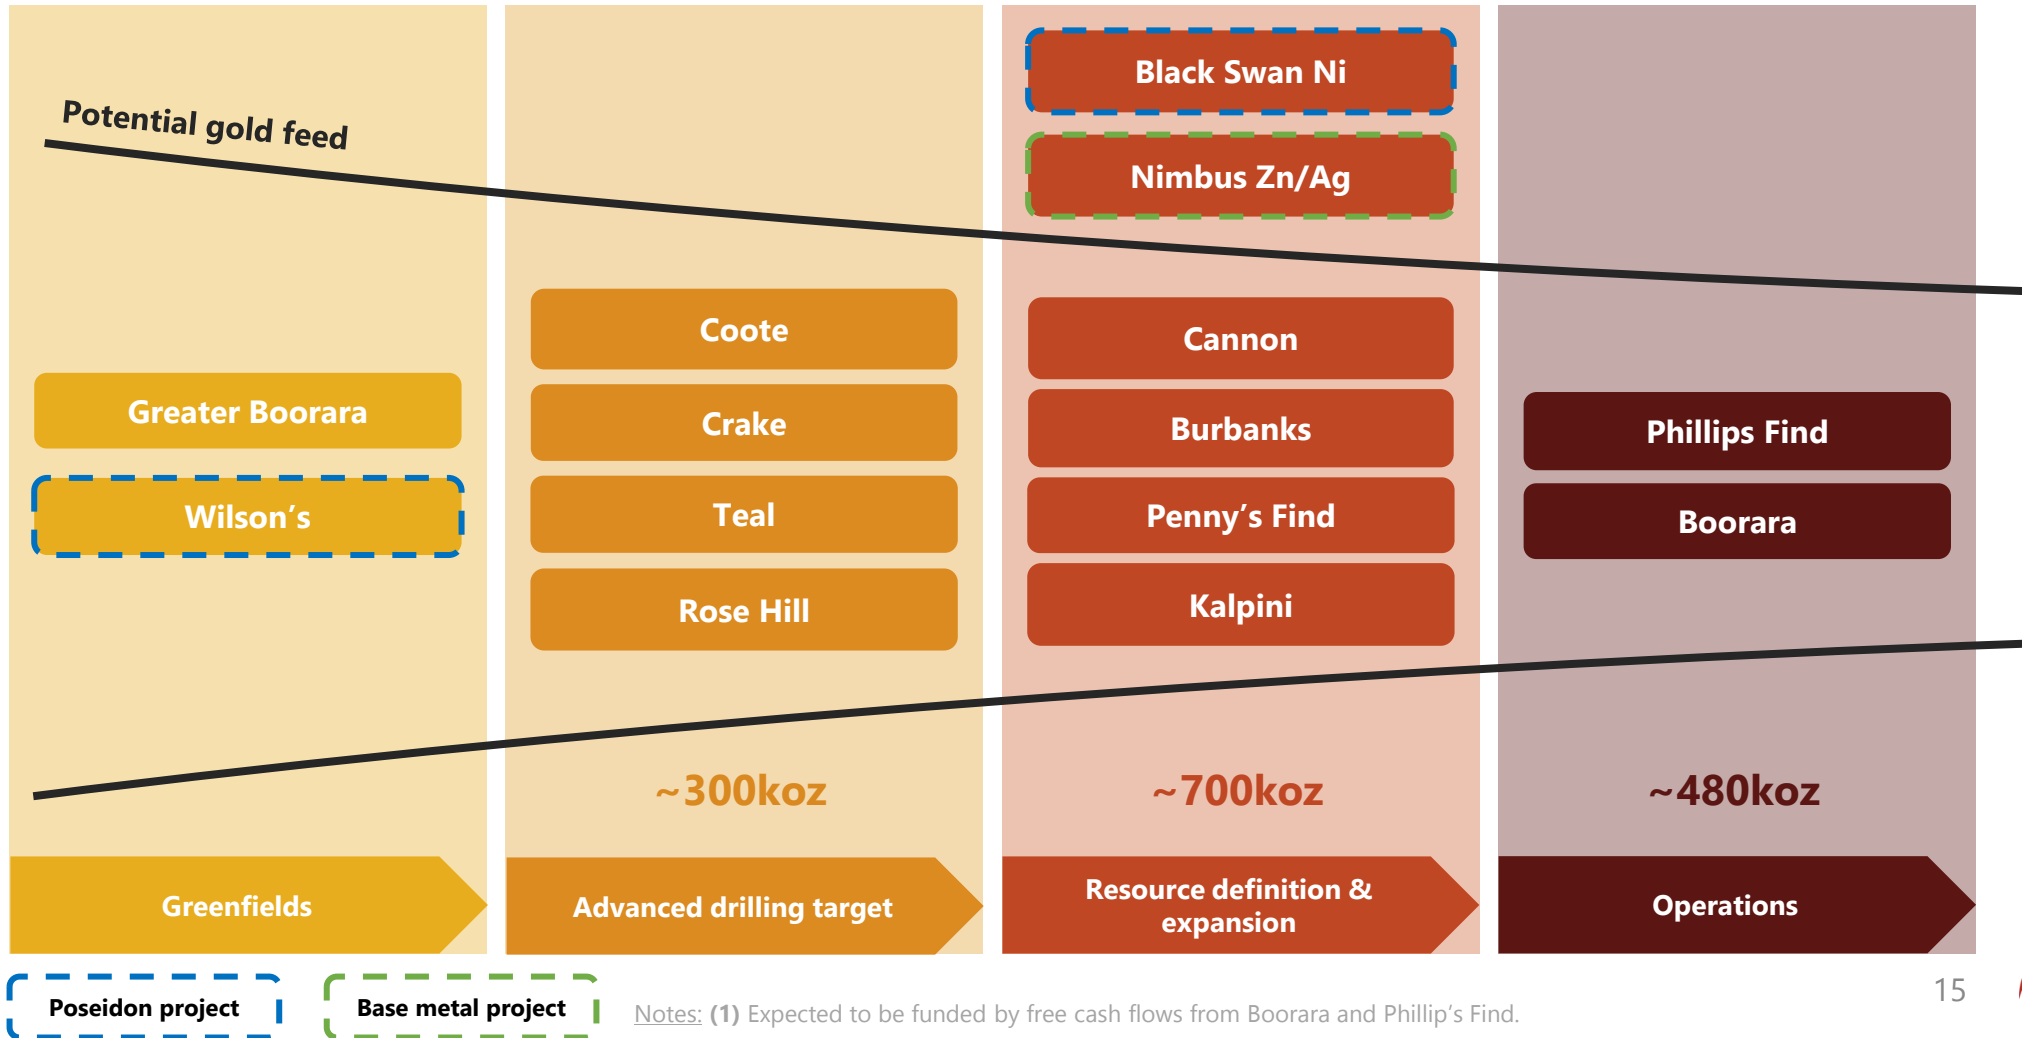 Potential gold feed
Greater Boorara
Wilson’s
Greenfields
Coote
Crake
Teal
Rose Hill
~300koz
Advanced drilling target
Black Swan Ni
Nimbus Zn/Ag
Cannon
Burbanks
Penny’s Find
Kalpini
~700koz
Resource definition &
expansion
Phillips Find
Boorara
~480koz
Operations
Poseidon project
Base metal project
Notes: (1) Expected to be funded by free cash flows from Boorara and Phillip’s Find.
15